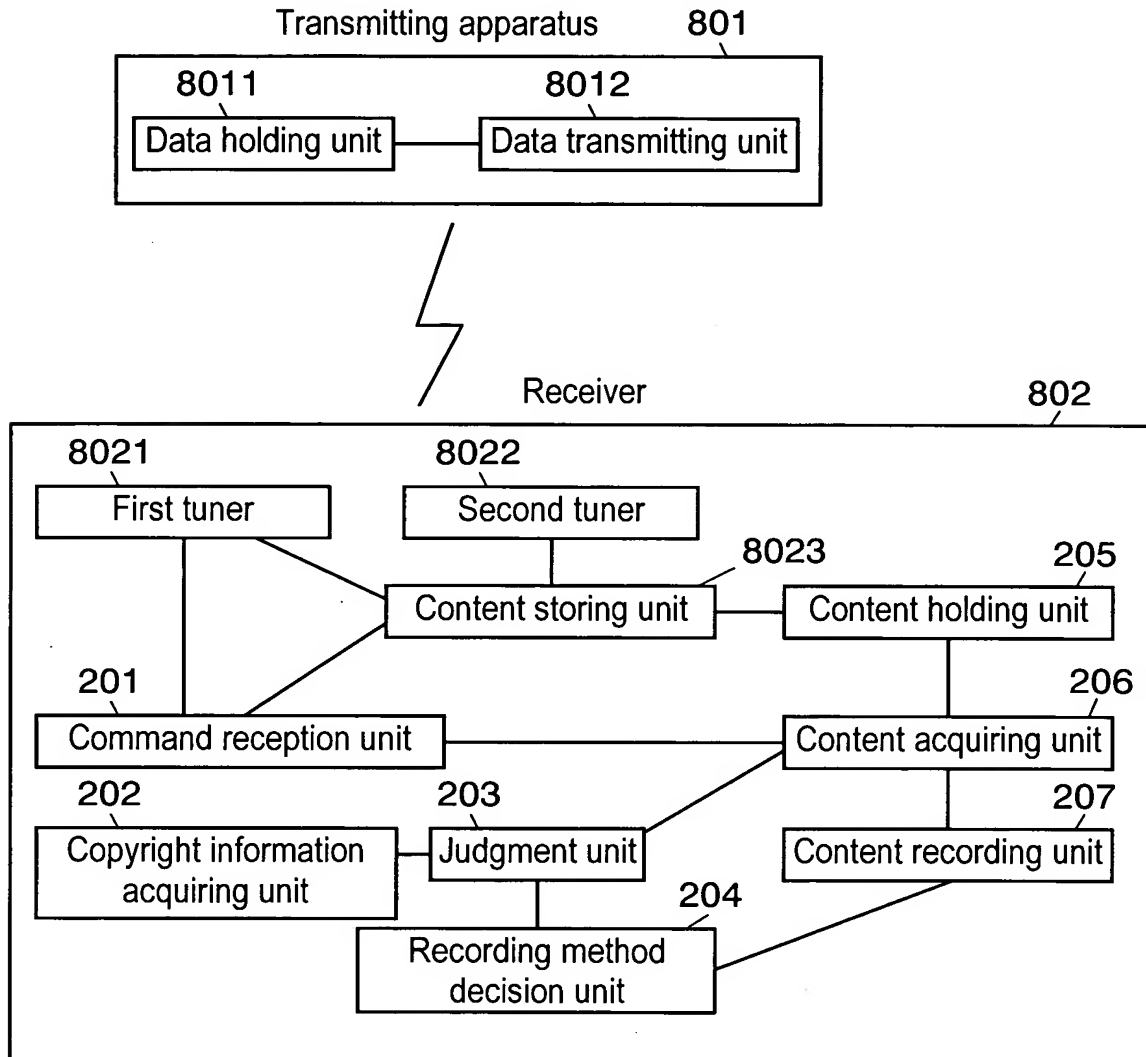 Transmitting apparatus
801
8011
8012
Data holding unit
Data transmitting unit
Receiver
802
8021
8022
First tuner
Second tuner
8023
205
Content storing unit
Content holding unit
201
206
Command reception unit
Content acquiring unit
202
203
207
Copyright information
acquiring unit
Judgment unit
Content recording unit
204
Recording method
decision unit